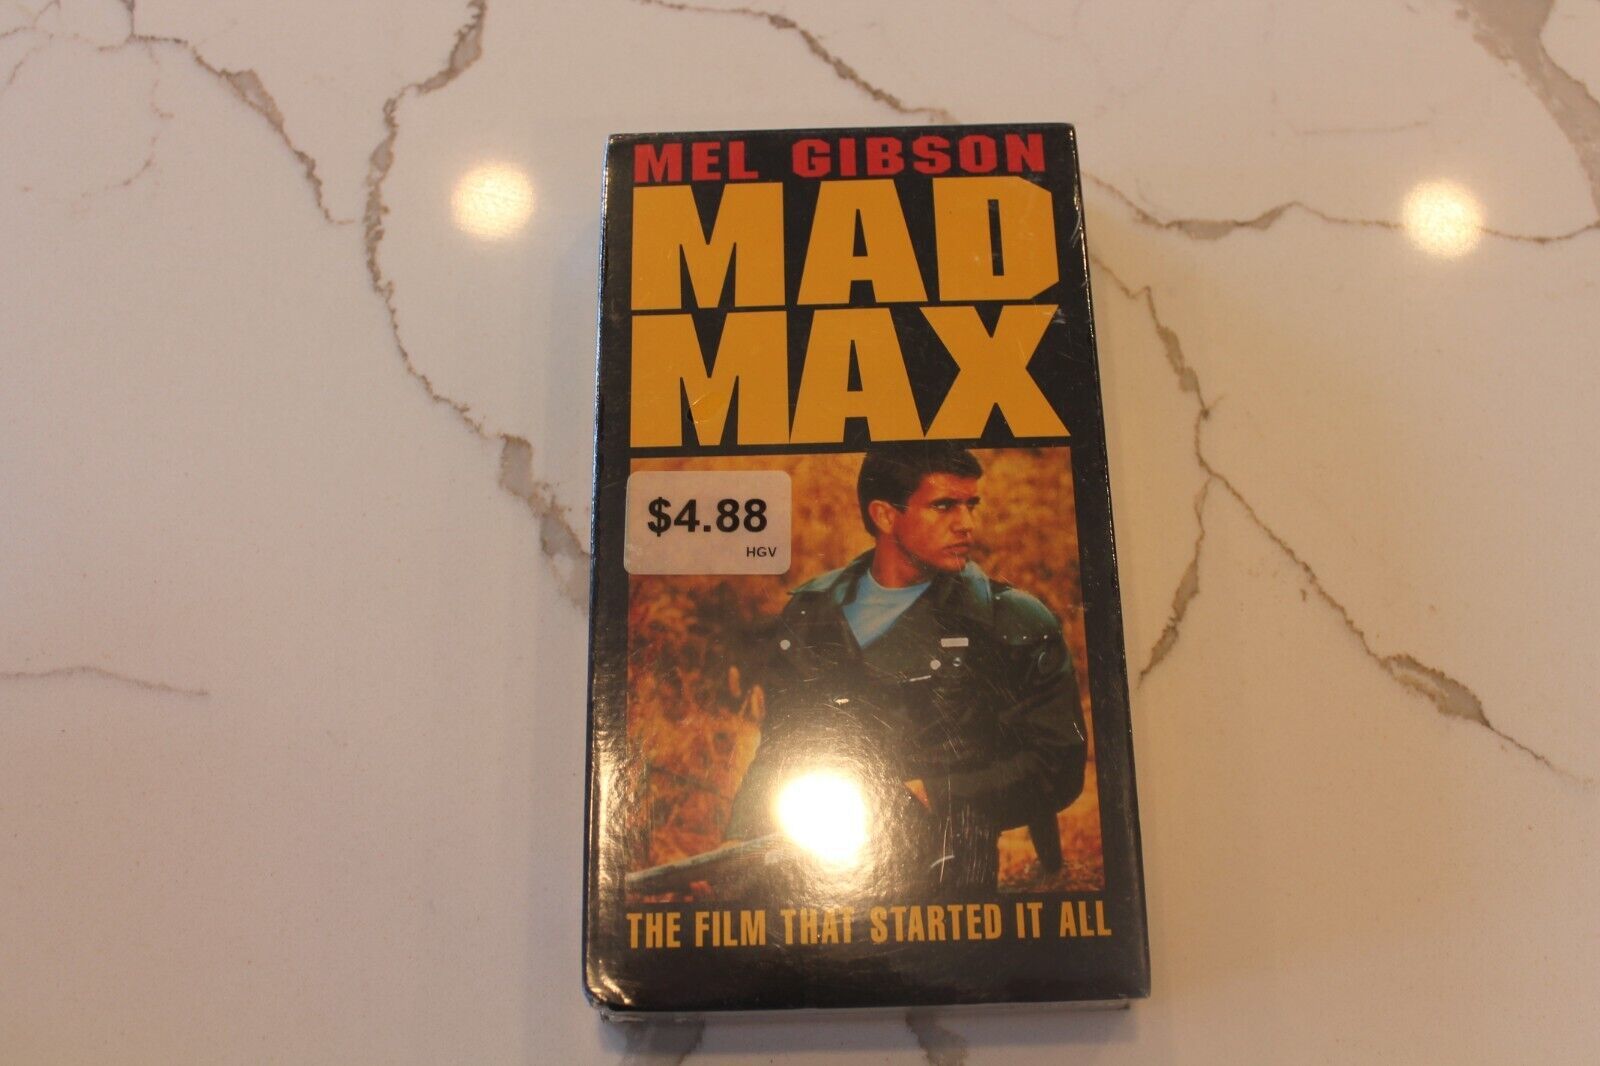 MEL GIBSON
MAD
MAX
$4.88
HGV
THE FILM THAT STARTED IT ALL